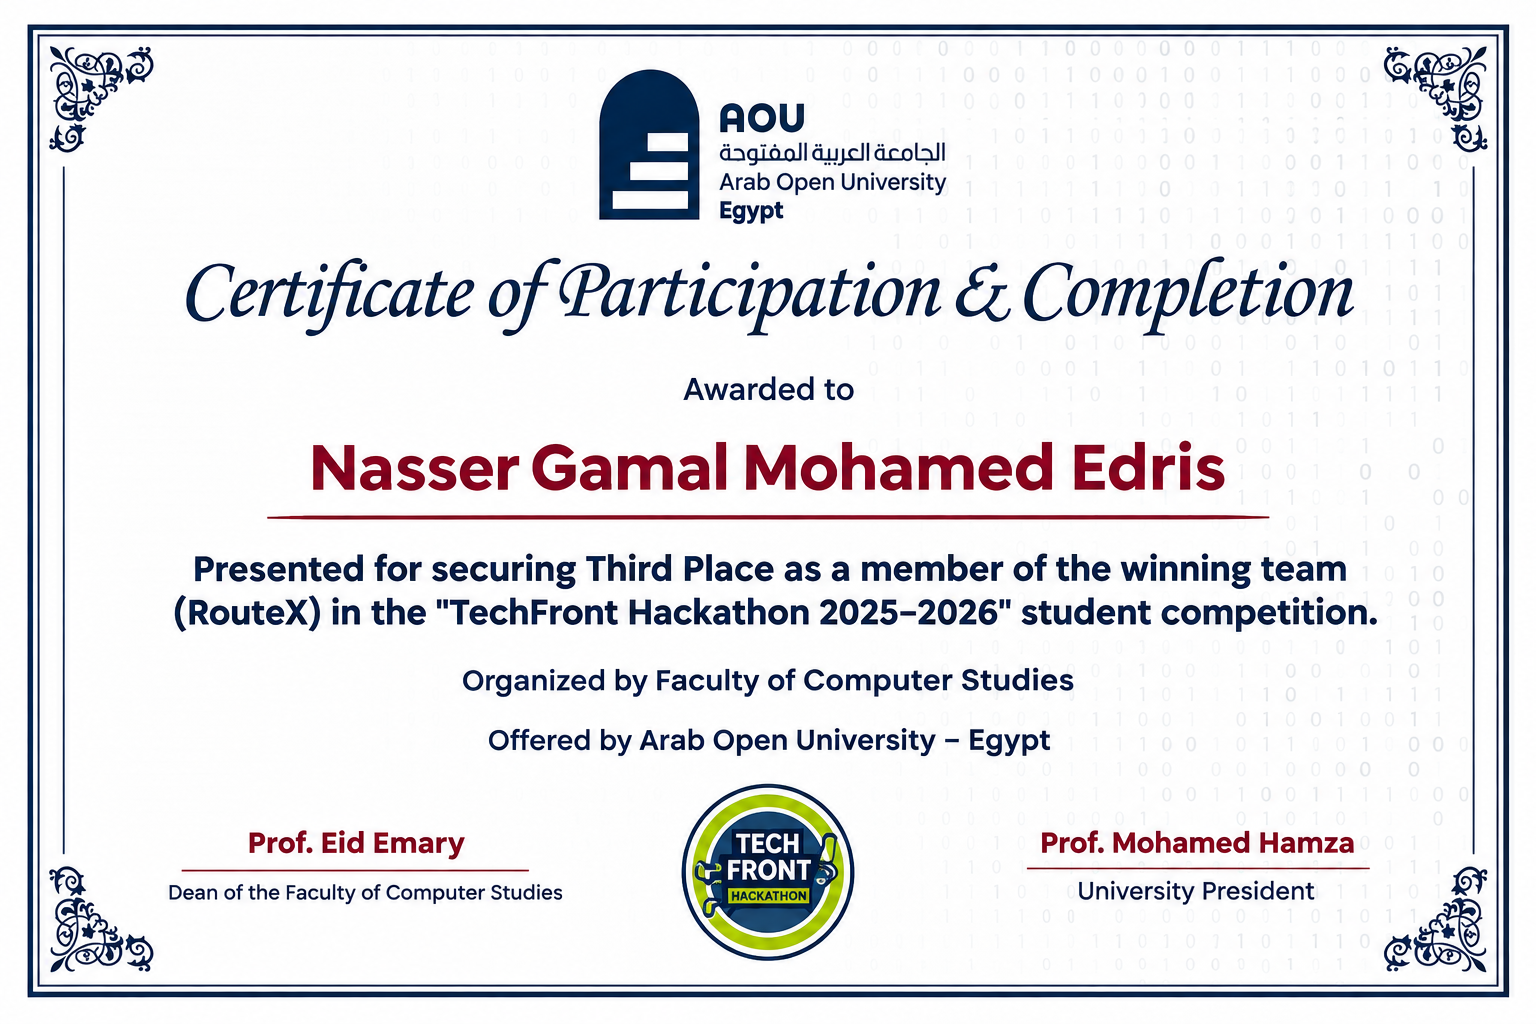 AOU
الجامعة العربية المفتوحة
Arab Open University
Egypt
Certificate of Participation & Completion
Awarded to
Nasser Gamal Mohamed Edris
Presented for securing Third Place as a member of the winning team
(RouteX) in the "TechFront Hackathon 2025–2026" student competition.
Organized by Faculty of Computer Studies
Offered by Arab Open University – Egypt
Prof. Eid Emary
Dean of the Faculty of Computer Studies
TECH
FRONT
HACKATHON
Prof. Mohamed Hamza
University President